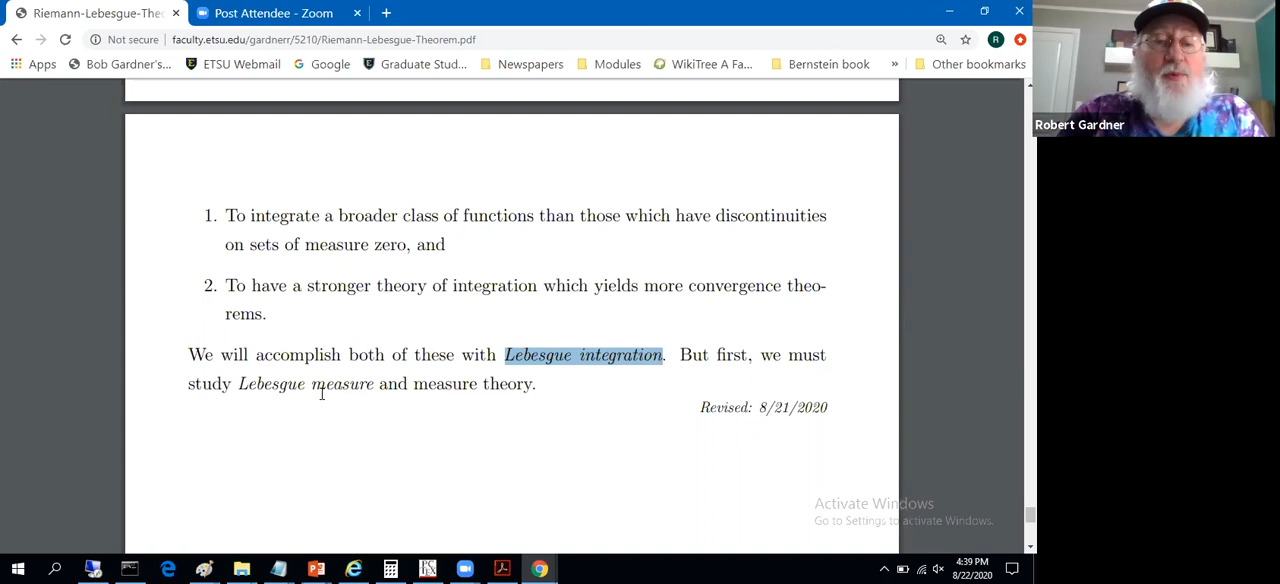 Riemann-Lebesgue-The
Post Attendee - Zoom
Not secure | faculty.etsu.edu/gardnerr/5210/Riemann-Lebesgue-Theorem.pdf
R
Apps Bob Gardner's... ETSU Webmail Google Graduate Stud... Newspapers Modules WikiTree A Fa... Bernstein book » Other bookmarks
Robert Gardner
1. To integrate a broader class of functions than those which have discontinuities
on sets of measure zero, and
2. To have a stronger theory of integration which yields more convergence theo-
rems.
We will accomplish both of these with Lebesgue integration. But first, we must
study Lebesgue measure and measure theory.
Revised: 8/21/2020
Activate Windows
Go to Settings to activate Windows.
4:39 PM
8/22/2020